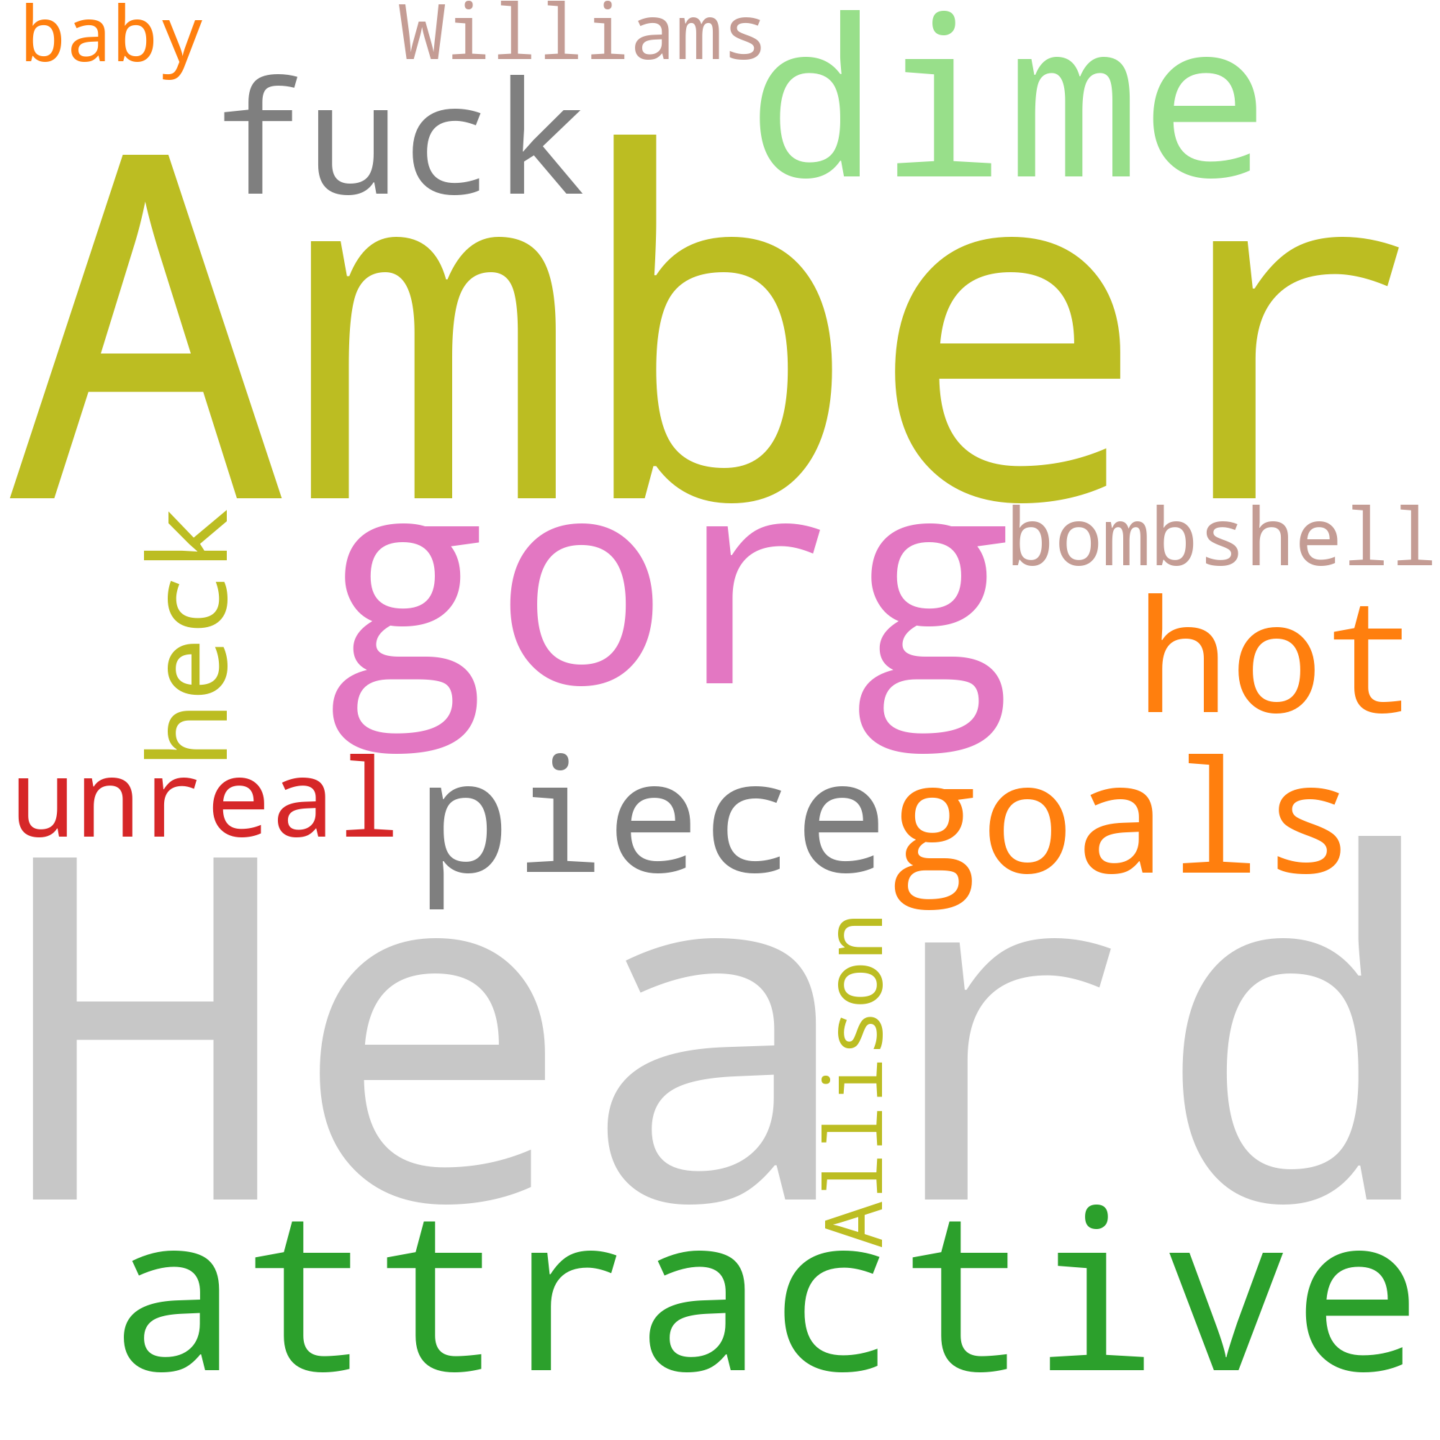 baby
Williams
dime
fuck
Amber
heck
gorg
bombshell
hot
unreal
piece
goals
Heard
Allison
attractive